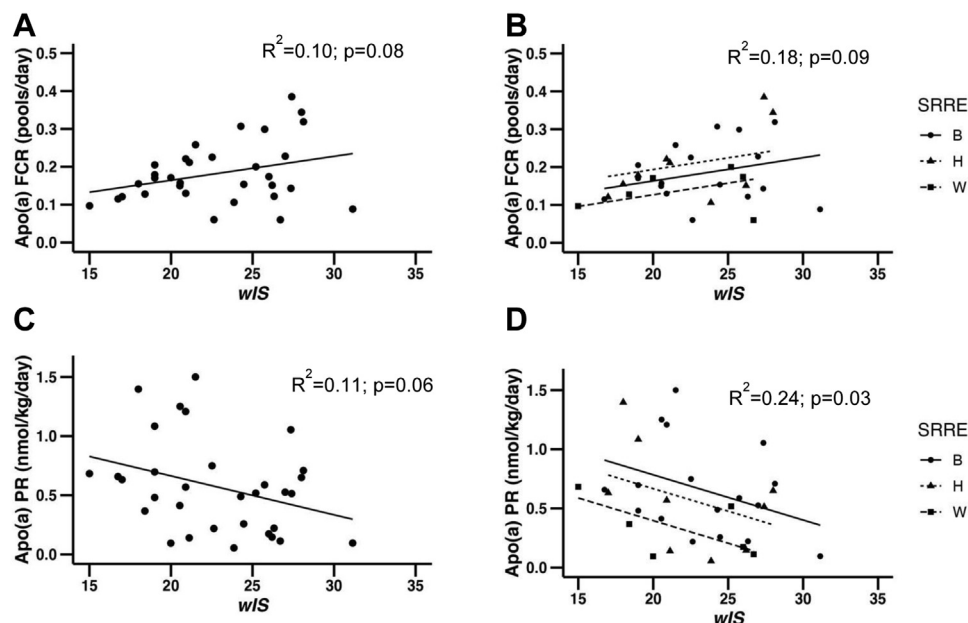 A
R²=0.10; p=0.08
Apo(a) FCR (pools/day)
0.5
0.4
0.3
0.2
0.1
0.0
15 20 25 30 35
wIS
B
R²=0.18; p=0.09
Apo(a) FCR (pools/day)
0.5
0.4
0.3
0.2
0.1
0.0
15 20 25 30 35
wIS
SRRE
B
H
W
C
R²=0.11; p=0.06
Apo(a) PR (nmol/kg/day)
1.5
1.0
0.5
0.0
15 20 25 30 35
wIS
D
R²=0.24; p=0.03
Apo(a) PR (nmol/kg/day)
1.5
1.0
0.5
0.0
15 20 25 30 35
wIS
SRRE
B
H
W